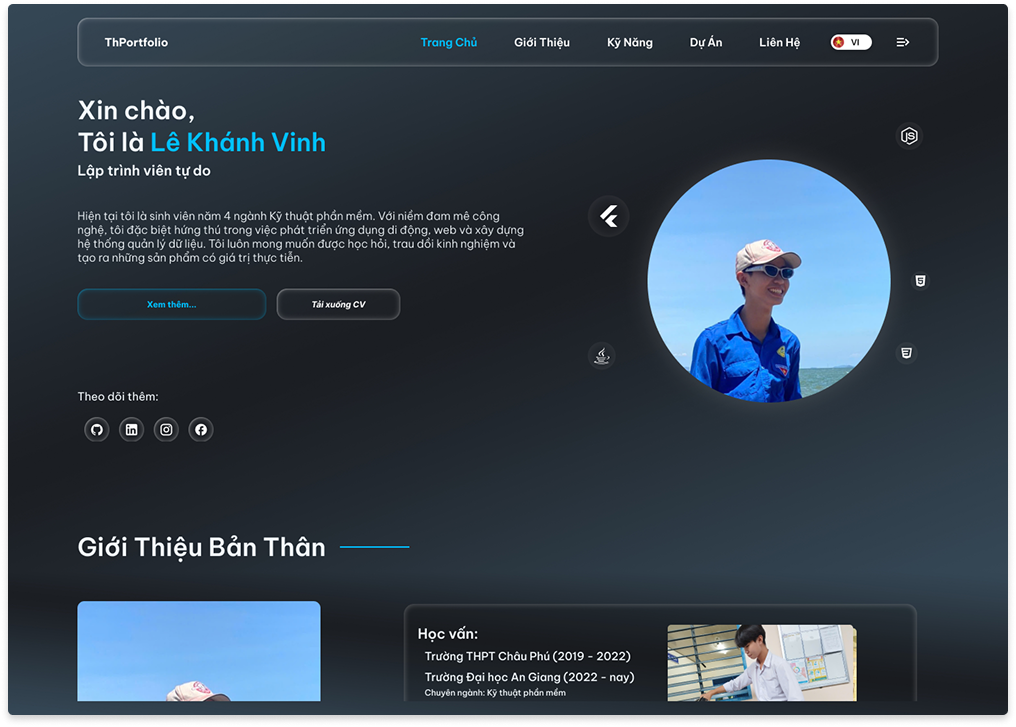 ThPortfolio
Trang Chủ
Giới Thiệu
Kỹ Năng
Dự Án
Liên Hệ
VI
Xin chào,
Tôi là Lê Khánh Vinh
Lập trình viên tự do
Hiện tại tôi là sinh viên năm 4 ngành Kỹ thuật phần mềm. Với niềm đam mê công
nghệ, tôi đặc biệt hứng thú trong việc phát triển ứng dụng di động, web và xây dựng
hệ thống quản lý dữ liệu. Tôi luôn mong muốn được học hỏi, trau dồi kinh nghiệm và
tạo ra những sản phẩm có giá trị thực tiễn.
Xem thêm...
Tải xuống CV
JS
Theo dõi thêm:
Giới Thiệu Bản Thân
Học vấn:
Trường THPT Châu Phú (2019 - 2022)
Trường Đại học An Giang (2022 - nay)
Chuyên ngành: Kỹ thuật phần mềm